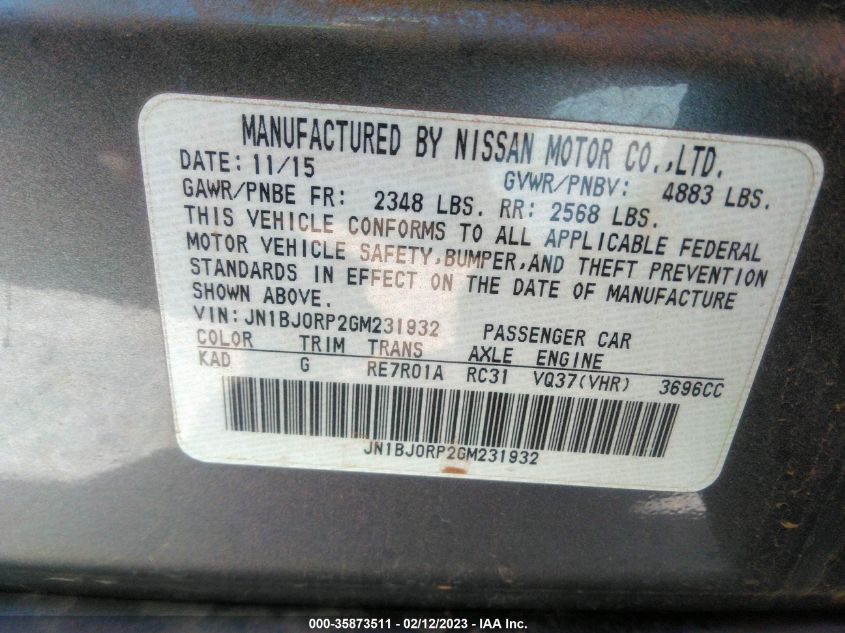 MANUFACTURED BY NISSAN MOTOR CO.,LTD.
DATE: 11/15 GVWR/PNBV: 4883 LBS.
GAWR/PNBE FR: 2348 LBS. RR: 2568 LBS.
THIS VEHICLE CONFORMS TO ALL APPLICABLE FEDERAL
MOTOR VEHICLE SAFETY,BUMPER,AND THEFT PREVENTION
STANDARDS IN EFFECT ON THE DATE OF MANUFACTURE
SHOWN ABOVE.
VIN:JN1BJ0RP2GM231932 PASSENGER CAR
COLOR TRIM TRANS AXLE ENGINE
KAD G RE7R01A RC31 VQ37(VHR) 3696CC
JN1BJ0RP2GM231932
000-35873511 - 02/12/2023 - IAA Inc.